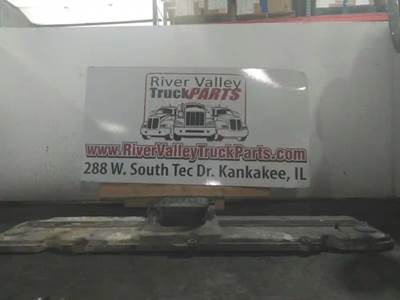 River Valley
TruckPARTS
www.RiverValleyTruckParts.com
288 W. South Tec Dr. Kankakee, IL